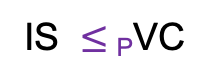 IS ≤ₚ VC